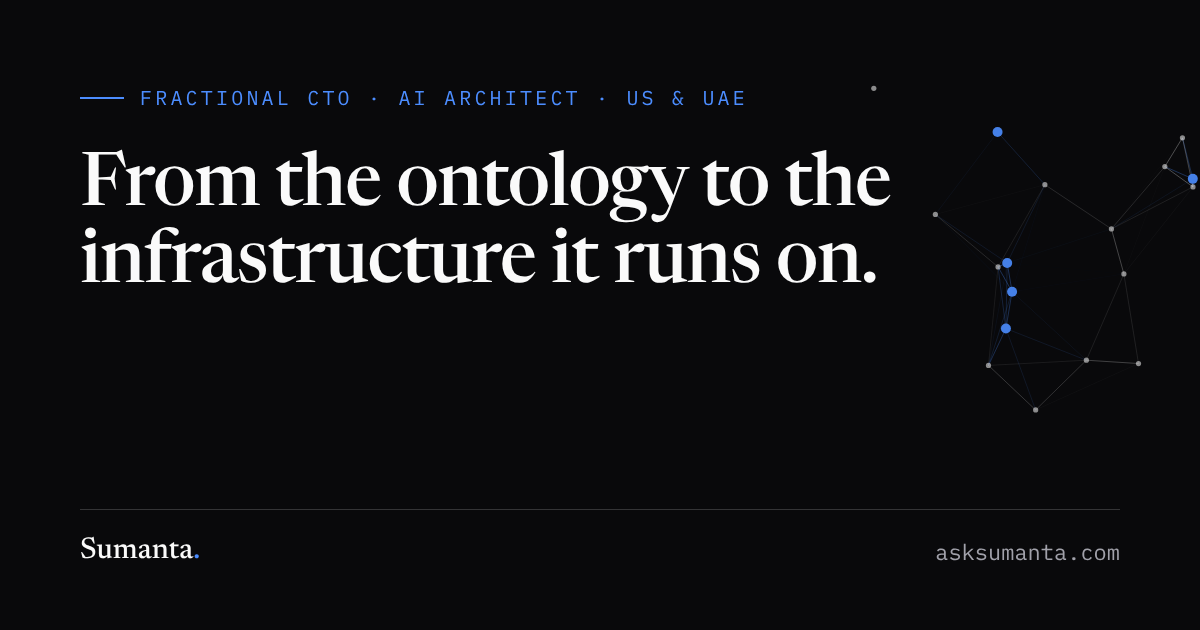 FRACTIONAL CTO · AI ARCHITECT · US & UAE
From the ontology to the
infrastructure it runs on.
Sumanta.
asksumanta.com